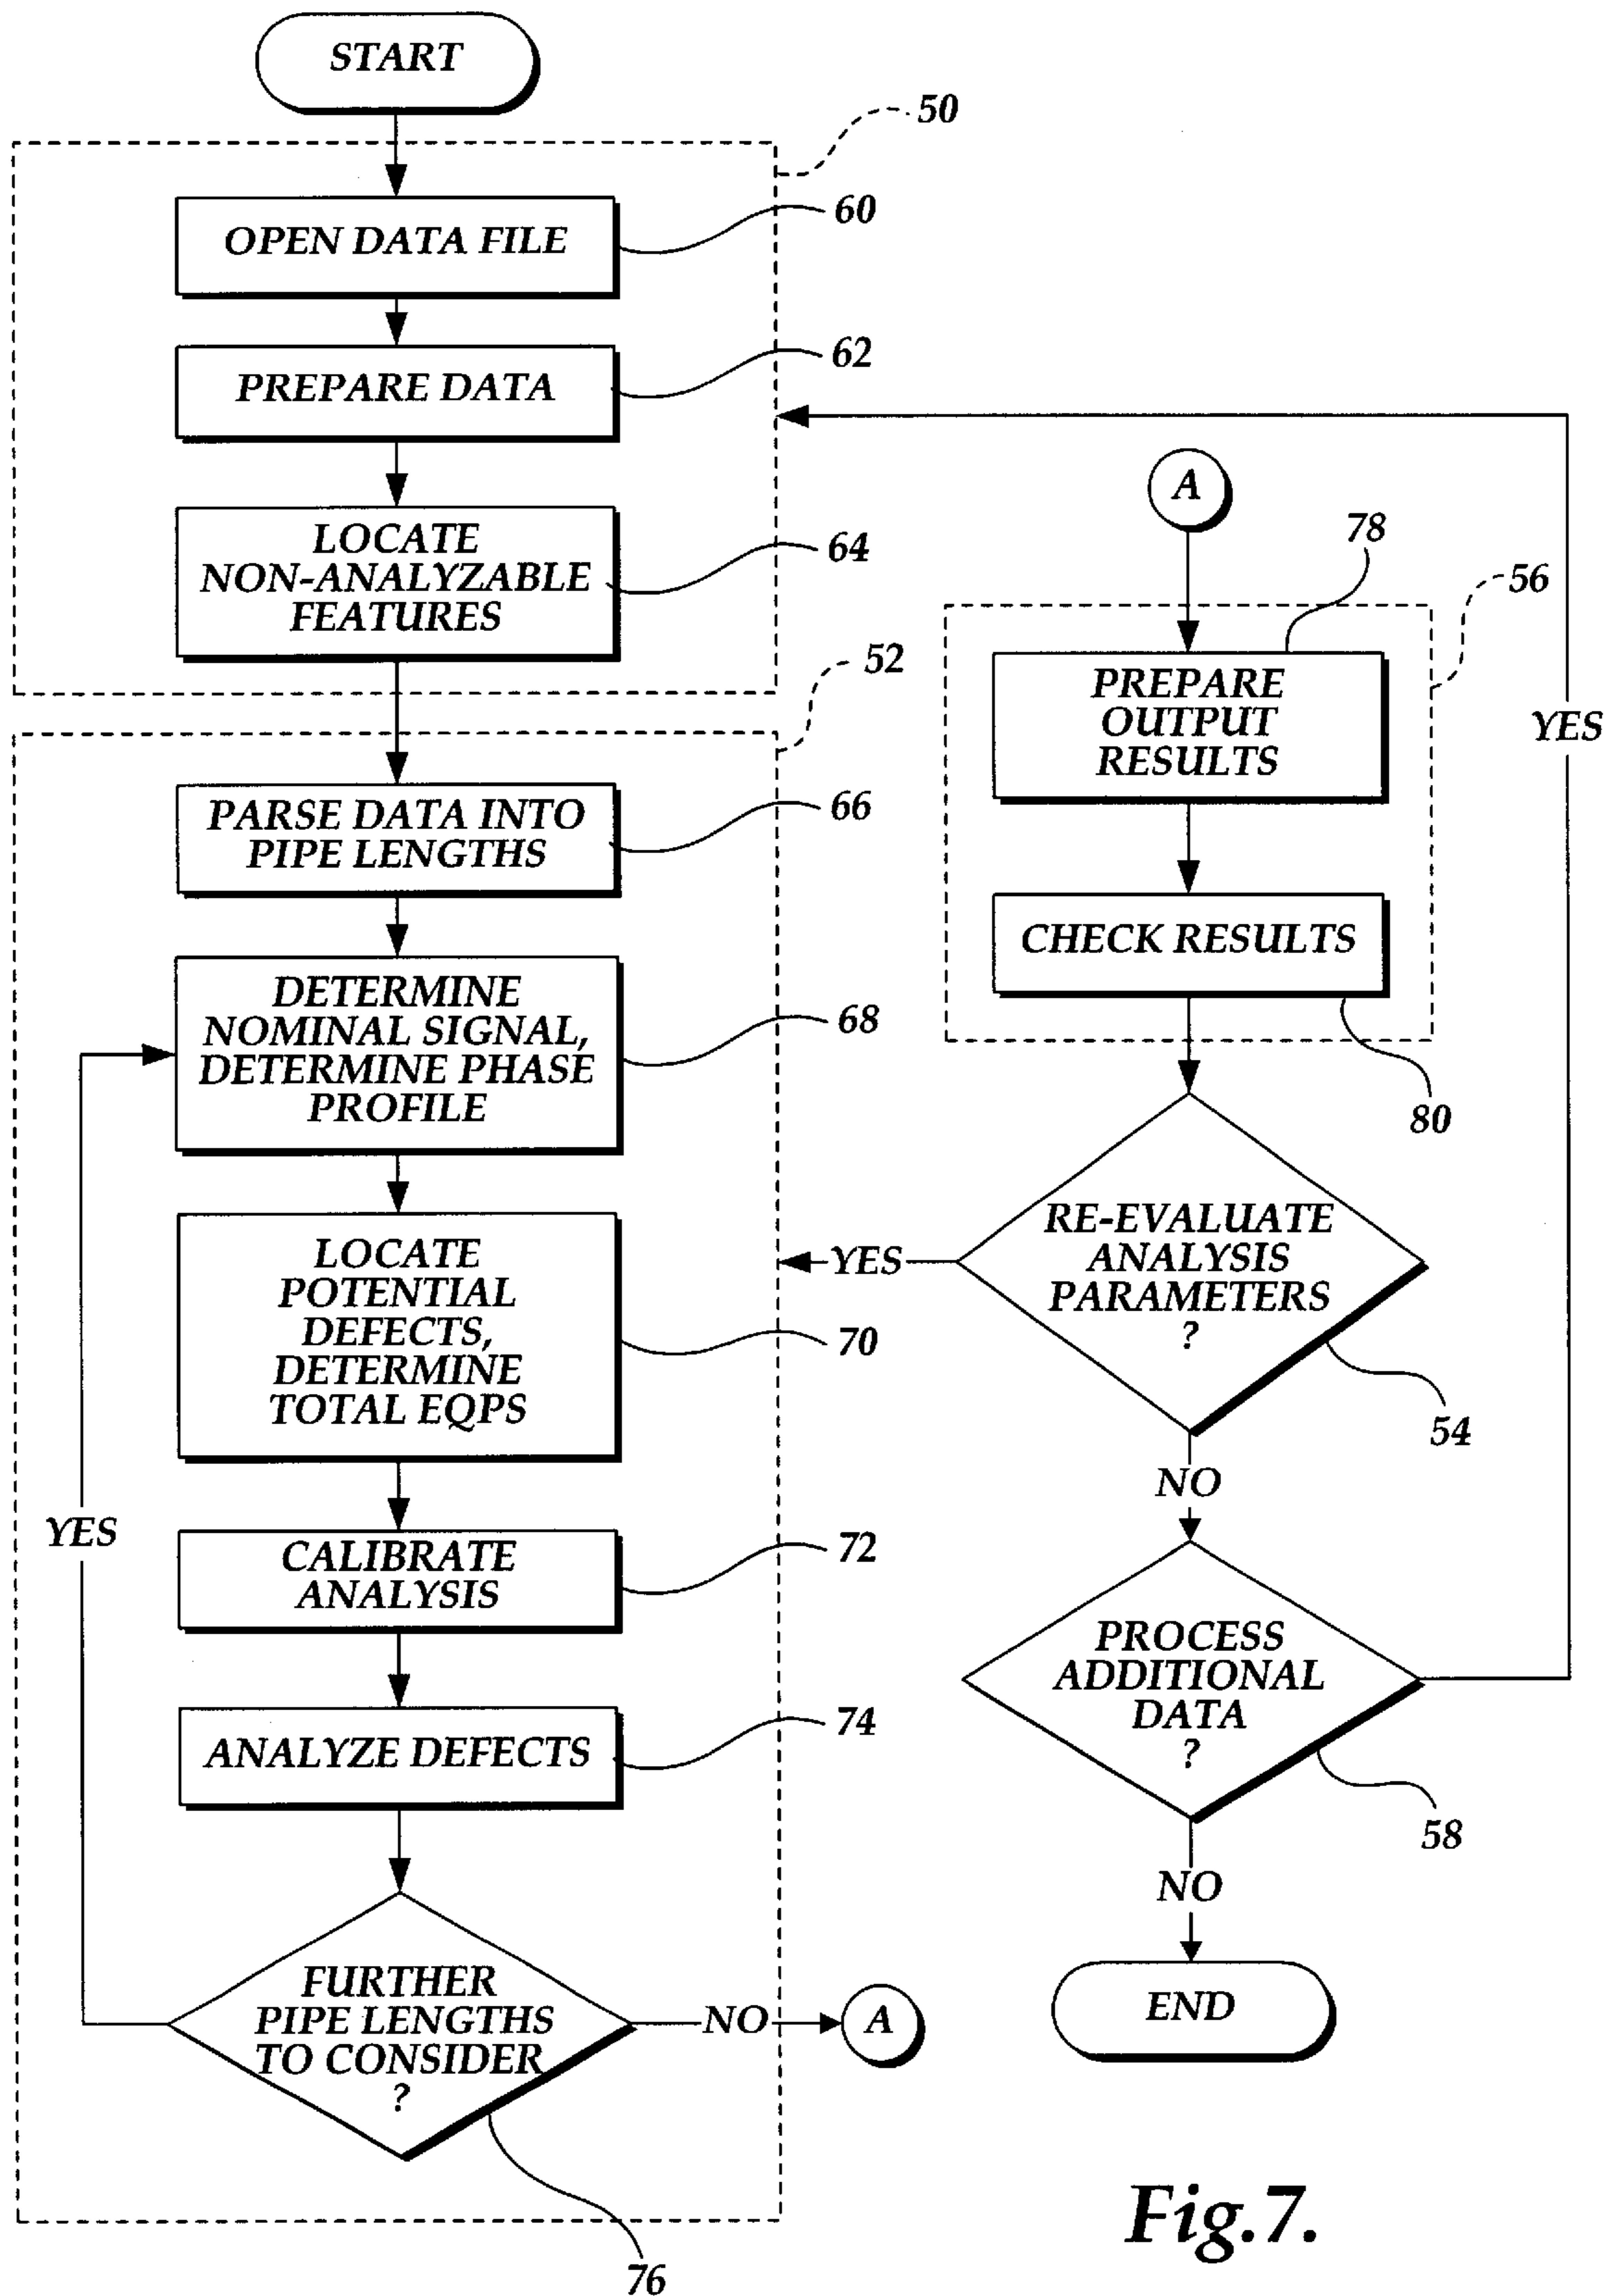 START
50
OPEN DATA FILE
60
PREPARE DATA
62
LOCATE
NON-ANALYZABLE
FEATURES
64
52
PARSE DATA INTO
PIPE LENGTHS
66
DETERMINE
NOMINAL SIGNAL,
DETERMINE PHASE
PROFILE
68
LOCATE
POTENTIAL
DEFECTS,
DETERMINE
TOTAL EQPS
70
CALIBRATE
ANALYSIS
72
YES
ANALYZE DEFECTS
74
FURTHER
PIPE LENGTHS
TO CONSIDER
?
NO
A
76
A
78
56
PREPARE
OUTPUT
RESULTS
YES
CHECK RESULTS
80
RE-EVALUATE
ANALYSIS
PARAMETERS
?
YES
54
NO
PROCESS
ADDITIONAL
DATA
?
58
NO
END
Fig.7.